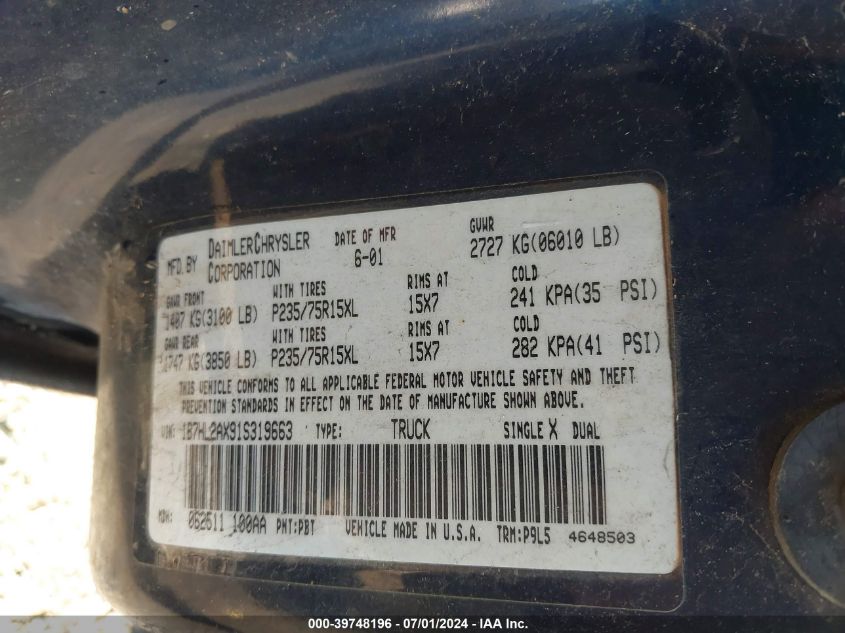 MFD.BY DAIMLERCHRYSLER CORPORATION DATE OF MFR 6-01 GVWR 2727 KG(06010 LB)
GAWR FRONT WITH TIRES RIMS AT COLD
1407 KG(3100 LB) P235/75R15XL 15X7 241 KPA(35 PSI)
GAWR REAR WITH TIRES RIMS AT COLD
1747 KG(3850 LB) P235/75R15XL 15X7 282 KPA(41 PSI)
THIS VEHICLE CONFORMS TO ALL APPLICABLE FEDERAL MOTOR VEHICLE SAFETY AND THEFT
PREVENTION STANDARDS IN EFFECT ON THE DATE OF MANUFACTURE SHOWN ABOVE.
VIN: 1B7HL2AX91S319663 TYPE: TRUCK SINGLE X DUAL
MDH: 062611 100AA PNT:PBT VEHICLE MADE IN U.S.A. TRM:P9L5 4648503
000-39748196 - 07/01/2024 - IAA Inc.